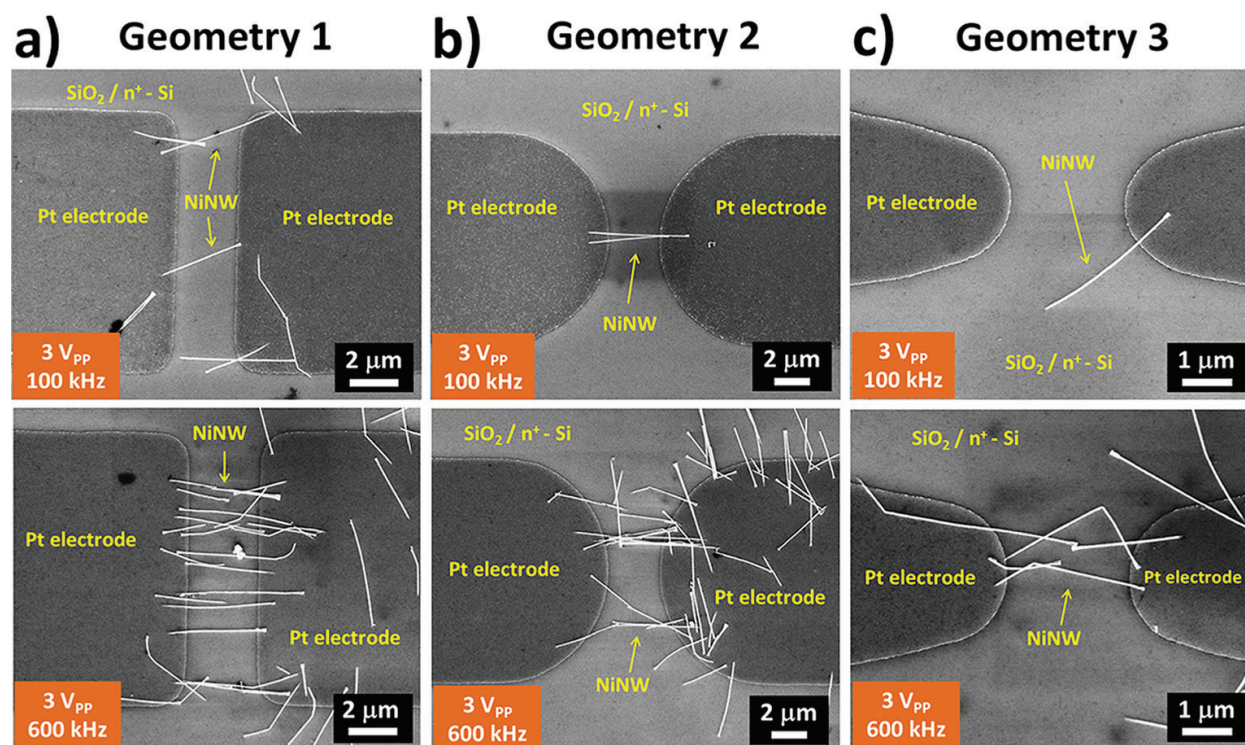 a) Geometry 1
b) Geometry 2
c) Geometry 3
SiO2 / n+ - Si
NiNW
Pt electrode
Pt electrode
3 VPP
100 kHz
2 μm
SiO2 / n+ - Si
Pt electrode
Pt electrode
NiNW
3 VPP
100 kHz
2 μm
NiNW
Pt electrode
Pt electrode
SiO2 / n+ - Si
3 VPP
100 kHz
1 μm
NiNW
Pt electrode
Pt electrode
3 VPP
600 kHz
2 μm
SiO2 / n+ - Si
Pt electrode
Pt electrode
NiNW
3 VPP
600 kHz
2 μm
SiO2 / n+ - Si
Pt electrode
Pt electrode
NiNW
3 VPP
600 kHz
1 μm